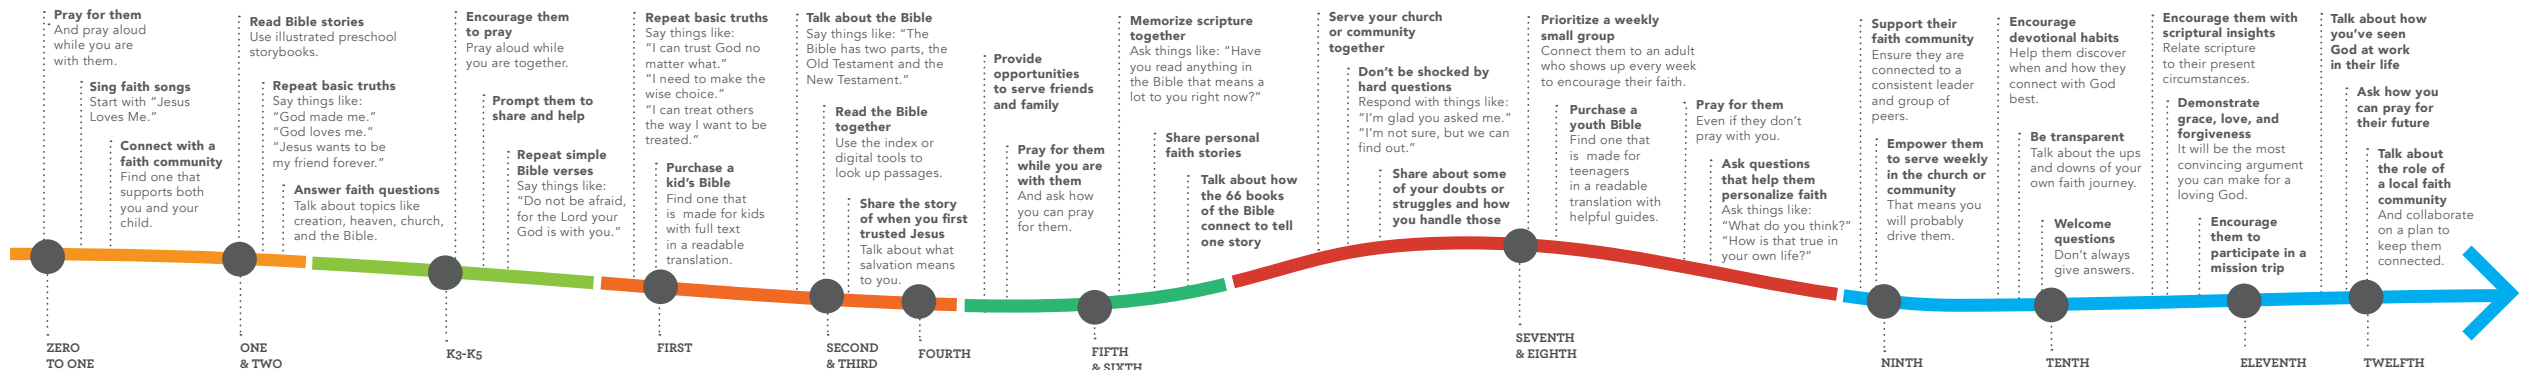 Pray for them
And pray aloud
while you are
with them.
Sing faith songs
Start with “Jesus
Loves Me.”
Connect with a
faith community
Find one that
supports both
you and your
child.
Read Bible stories
Use illustrated preschool
storybooks.
Repeat basic truths
Say things like:
“God made me.”
“God loves me.”
“Jesus wants to be
my friend forever.”
Answer faith questions
Talk about topics like
creation, heaven, church,
and the Bible.
Encourage them
to pray
Pray aloud while
you are together.
Prompt them to
share and help
Repeat simple
Bible verses
Say things like:
“Do not be afraid,
for the Lord your
God is with you.”
Repeat basic truths
Say things like:
“I can trust God no
matter what.”
“I need to make the
wise choice.”
“I can treat others
the way I want to be
treated.”
Purchase a
kid’s Bible
Find one that
is made for kids
with full text
in a readable
translation.
Talk about the Bible
Say things like: “The
Bible has two parts, the
Old Testament and the
New Testament.”
Read the Bible
together
Use the index or
digital tools to
look up passages.
Share the story
of when you first
trusted Jesus
Talk about what
salvation means
to you.
Provide
opportunities
to serve friends
and family
Pray for them
while you are
with them
And ask how
you can pray
for them.
Memorize scripture
together
Ask things like: “Have
you read anything in
the Bible that means a
lot to you right now?”
Share personal
faith stories
Talk about how
the 66 books
of the Bible
connect to tell
one story
Serve your church
or community
together
Don’t be shocked by
hard questions
Respond with things like:
“I’m glad you asked me.”
“I’m not sure, but we can
find out.”
Share about some
of your doubts or
struggles and how
you handle those
Prioritize a weekly
small group
Connect them to an adult
who shows up every week
to encourage their faith.
Purchase a
youth Bible
Find one that
is made for
teenagers
in a readable
translation with
helpful guides.
Pray for them
Even if they don’t
pray with you.
Ask questions
that help them
personalize faith
Ask things like:
“What do you think?”
“How is that true in
your own life?”
Support their
faith community
Ensure they are
connected to a
consistent leader
and group of
peers.
Empower them
to serve weekly
in the church or
community
That means you
will probably
drive them.
Encourage
devotional habits
Help them discover
when and how they
connect with God
best.
Be transparent
Talk about the ups
and downs of your
own faith journey.
Welcome
questions
Don’t always
give answers.
Encourage them with
scriptural insights
Relate scripture
to their present
circumstances.
Demonstrate
grace, love, and
forgiveness
It will be the most
convincing argument
you can make for a
loving God.
Encourage
them to
participate in a
mission trip
Talk about how
you’ve seen
God at work
in their life
Ask how you
can pray for
their future
Talk about
the role of
a local faith
community
And collaborate
on a plan to
keep them
connected.
ZERO
TO ONE
ONE
& TWO
K3-K5
FIRST
SECOND
& THIRD
FOURTH
FIFTH
& SIXTH
SEVENTH
& EIGHTH
NINTH
TENTH
ELEVENTH
TWELFTH